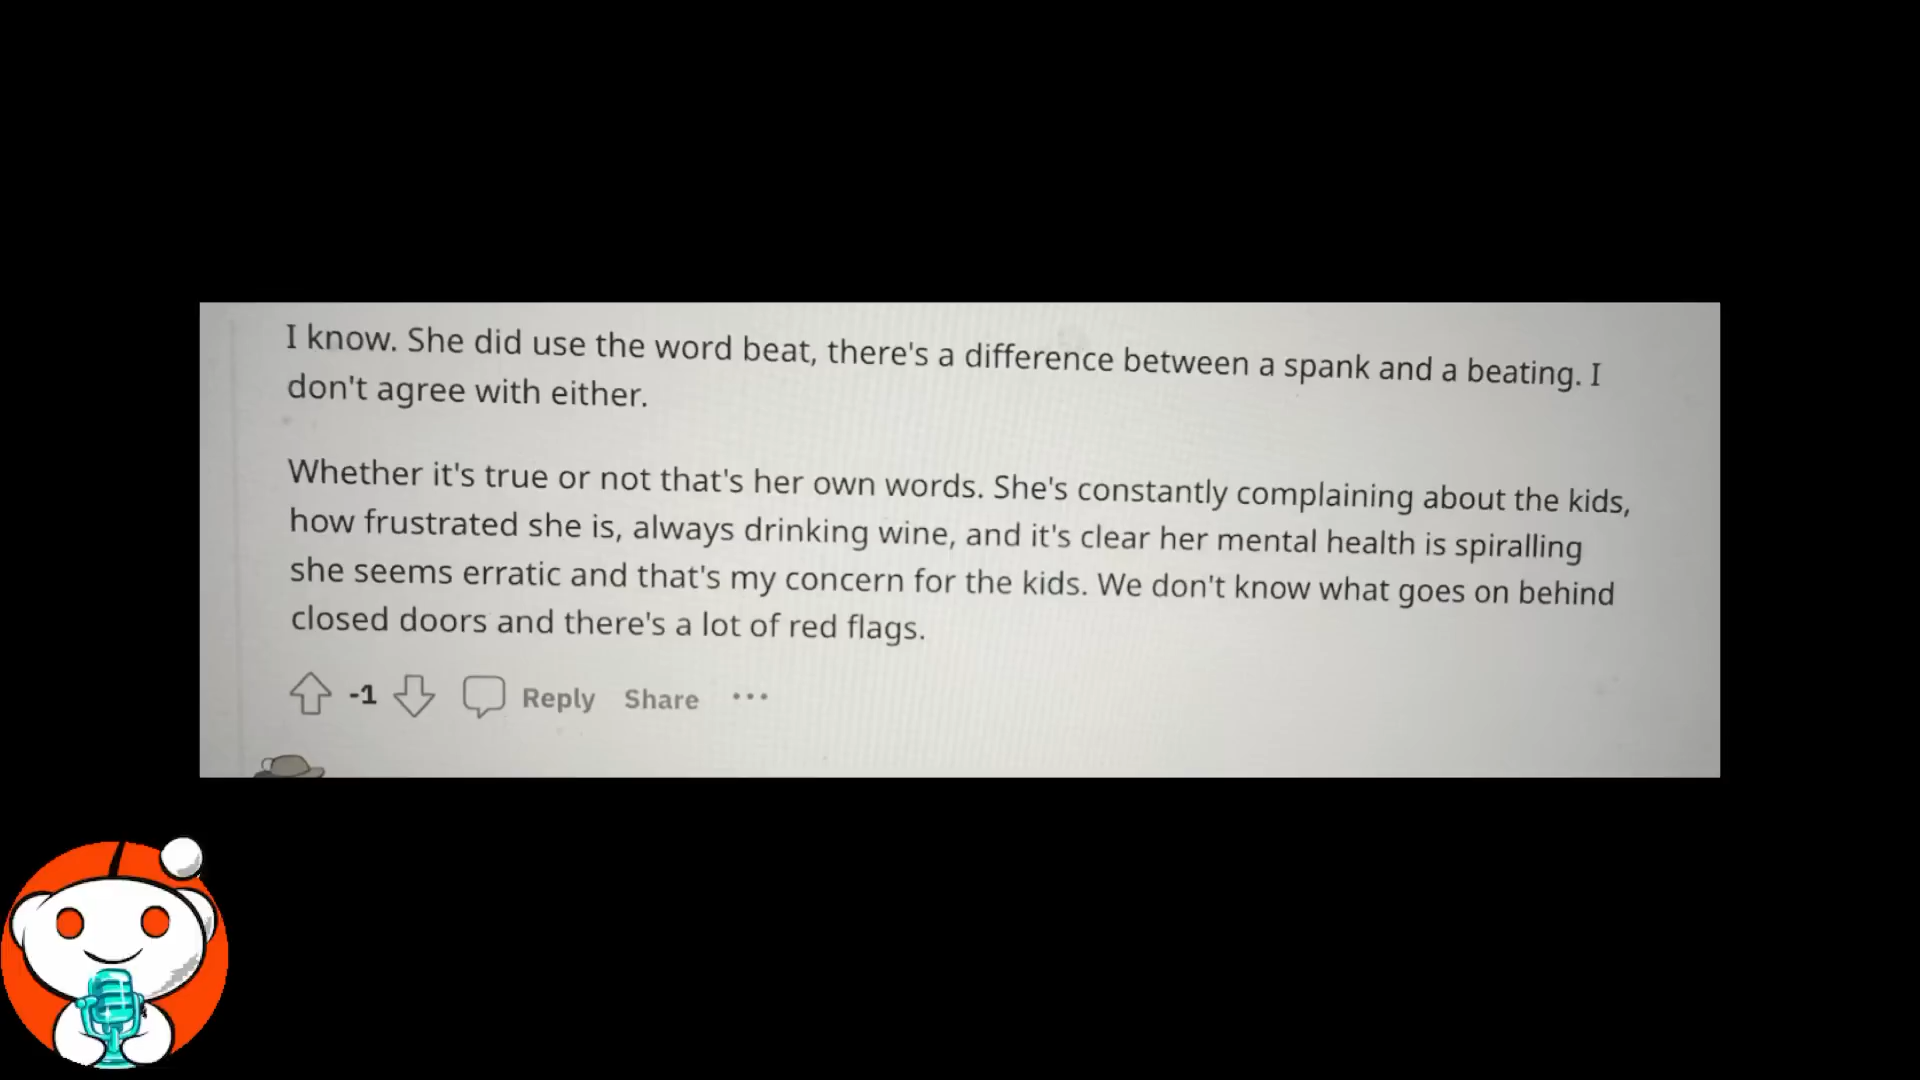 I know. She did use the word beat, there's a difference between a spank and a beating. I
don't agree with either.
Whether it's true or not that's her own words. She's constantly complaining about the kids,
how frustrated she is, always drinking wine, and it's clear her mental health is spiralling
she seems erratic and that's my concern for the kids. We don't know what goes on behind
closed doors and there's a lot of red flags.
-1 Reply Share ···